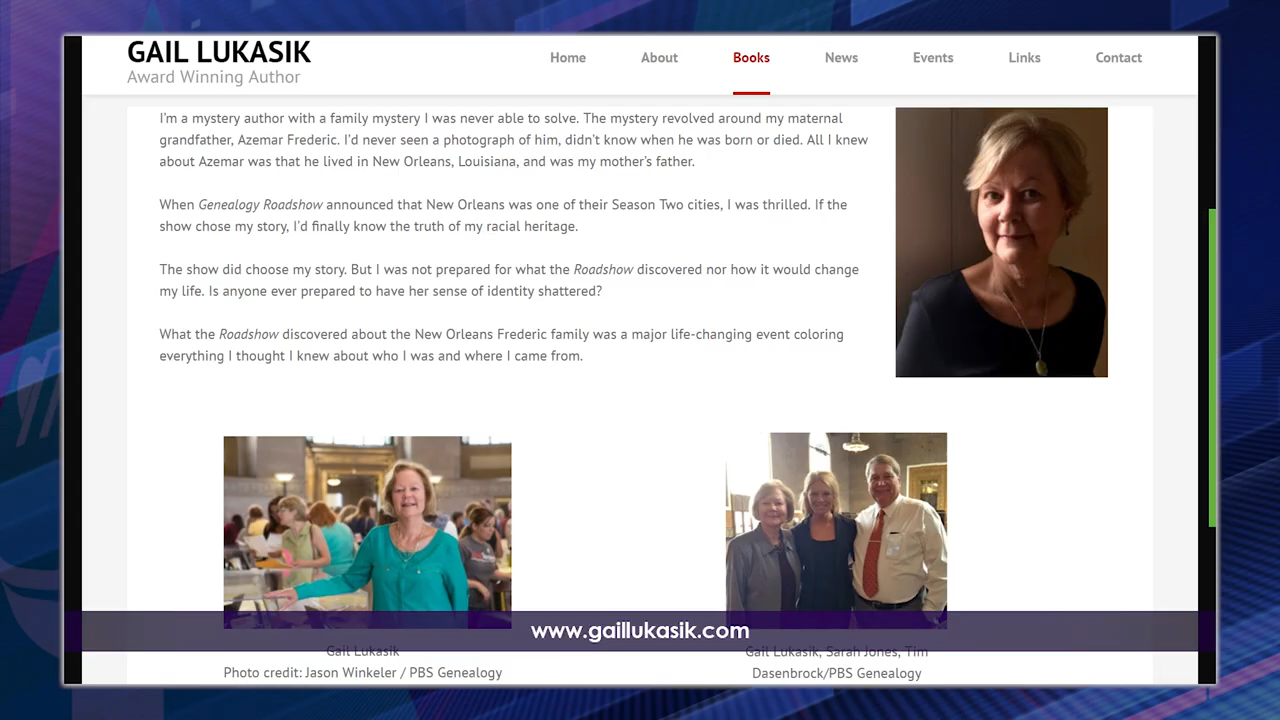 GAIL LUKASIK
Award Winning Author
Home About Books News Events Links Contact
I'm a mystery author with a family mystery I was never able to solve. The mystery revolved around my maternal
grandfather, Azemar Frederic. I'd never seen a photograph of him, didn't know when he was born or died. All I knew
about Azemar was that he lived in New Orleans, Louisiana, and was my mother's father.
When Genealogy Roadshow announced that New Orleans was one of their Season Two cities, I was thrilled. If the
show chose my story, I'd finally know the truth of my racial heritage.
The show did choose my story. But I was not prepared for what the Roadshow discovered nor how it would change
my life. Is anyone ever prepared to have her sense of identity shattered?
What the Roadshow discovered about the New Orleans Frederic family was a major life-changing event coloring
everything I thought I knew about who I was and where I came from.
www.gaillukasik.com
Gail Lukasik
Photo credit: Jason Winkeler / PBS Genealogy
Gail Lukasik, Sarah Jones, Tim
Dasenbrock/PBS Genealogy